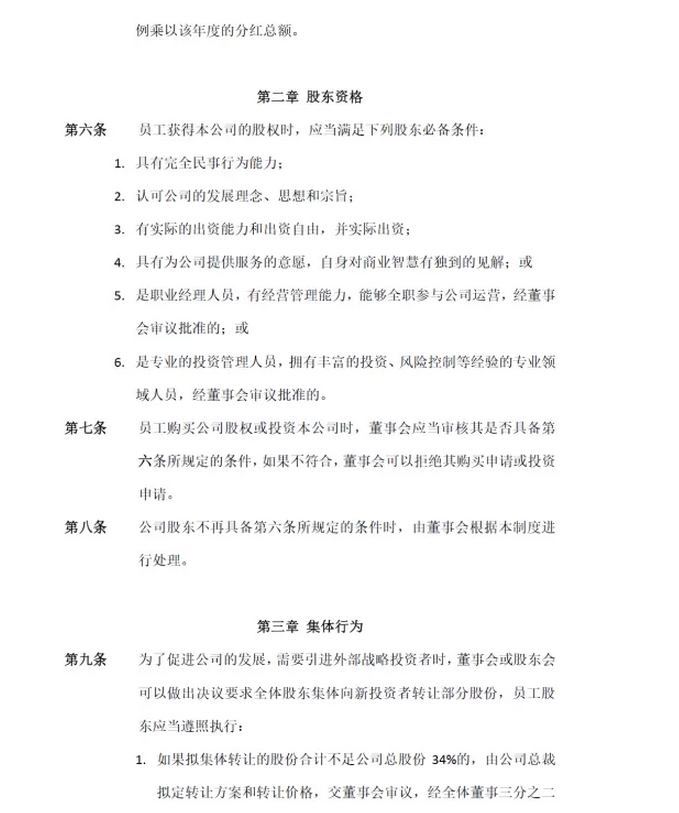 例乘以该年度的分红总额。
第二章 股东资格
第六条 员工获得本公司的股权时，应当满足下列股东必备条件：
1. 具有完全民事行为能力；
2. 认可公司的发展理念、思想和宗旨；
3. 有实际的出资能力和出资自由，并实际出资；
4. 具有为公司提供服务的意愿，自身对商业智慧有独到的见解；或
5. 是职业经理人员，有经营管理能力，能够全职参与公司运营，经董事
会审议批准的；或
6. 是专业的投资管理人员，拥有丰富的投资、风险控制等经验的专业领
域人员，经董事会审议批准的。
第七条 员工购买公司股权或投资本公司时，董事会应当审核其是否具备第
六条所规定的条件，如果不符合，董事会可以拒绝其购买申请或投资
申请。
第八条 公司股东不再具备第六条所规定的条件时，由董事会根据本制度进
行处理。
第三章 集体行为
第九条 为了促进公司的发展，需要引进外部战略投资者时，董事会或股东会
可以做出决议要求全体股东集体向新投资者转让部分股份，员工股
东应当遵照执行：
1. 如果拟集体转让的股份合计不足公司总股份 34%的，由公司总裁
拟定转让方案和转让价格，交董事会审议，经全体董事三分之二